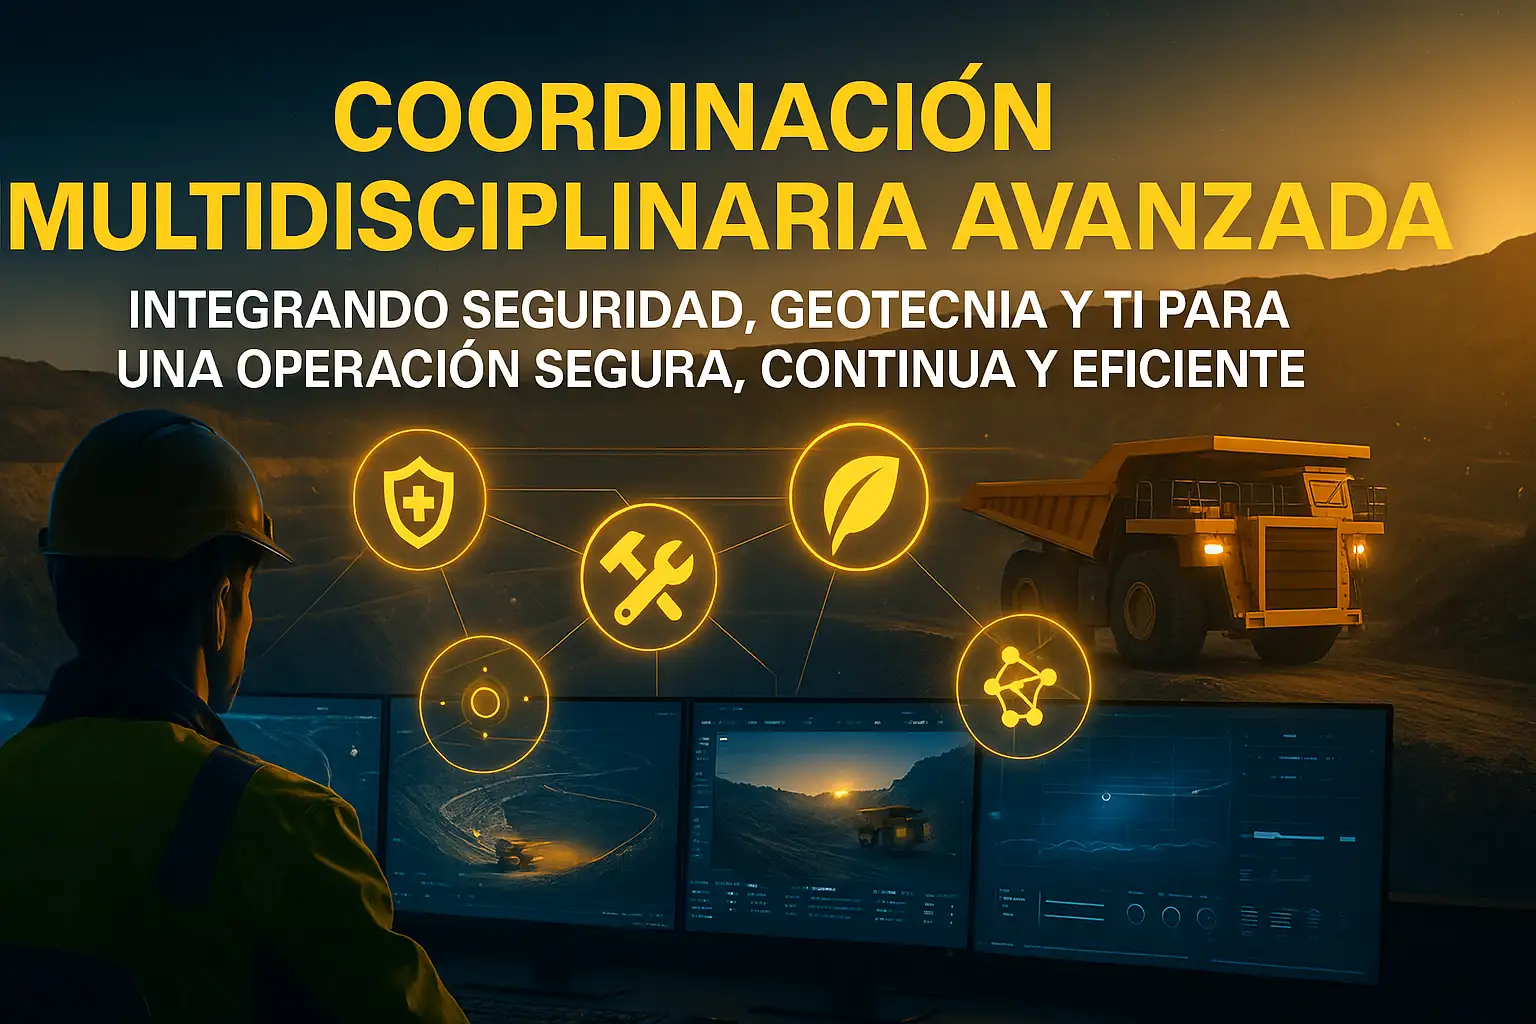 COORDINACIÓN
MULTIDISCIPLINARIA AVANZADA
INTEGRANDO SEGURIDAD, GEOTECNIA Y TI PARA
UNA OPERACIÓN SEGURA, CONTINUA Y EFICIENTE